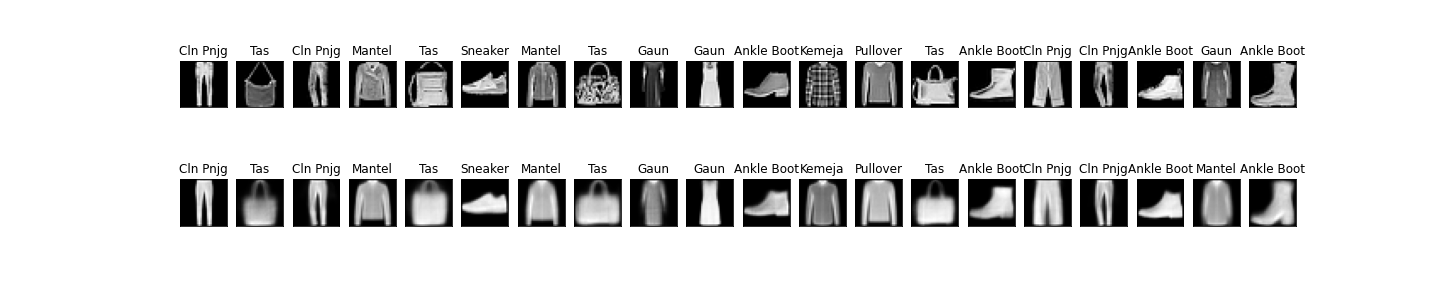 Cln Pnjg Tas Cln Pnjg Mantel Tas Sneaker Mantel Tas Gaun Gaun Ankle Boot Kemeja Pullover Tas Ankle Boot Cln Pnjg Cln Pnjg Ankle Boot Gaun Ankle Boot
Cln Pnjg Tas Cln Pnjg Mantel Tas Sneaker Mantel Tas Gaun Gaun Ankle Boot Kemeja Pullover Tas Ankle Boot Cln Pnjg Cln Pnjg Ankle Boot Mantel Ankle Boot